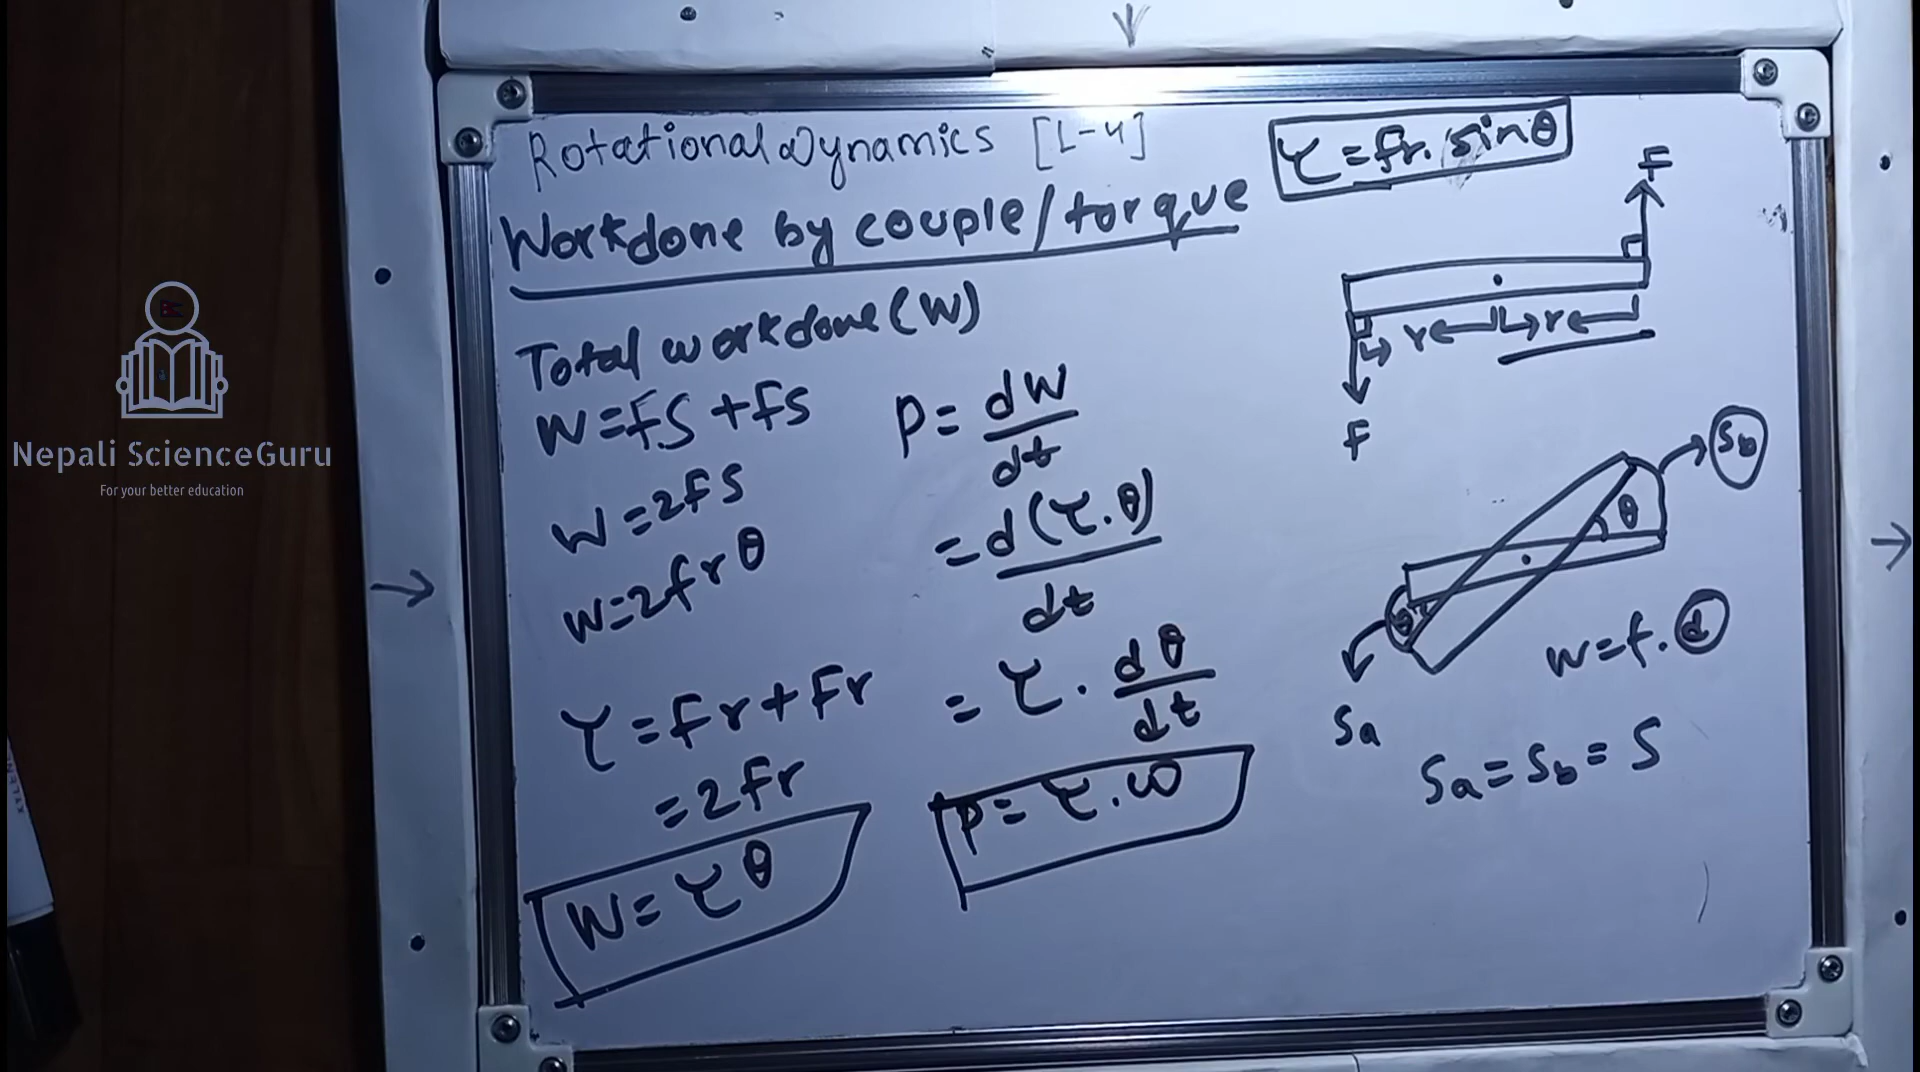 Rotational Dynamics [L-4]
τ = Fr. sinθ
Workdone by couple/torque
Total workdone (W)
W = F.S + FS
W = 2FS
W = 2Frθ
τ = Fr + Fr
= 2Fr
W = τθ
P = dW
dt
= d(τ.θ)
dt
= τ. dθ
dt
P = τ.ω
F
r r
F
Sb
θ
θ
Sa
W = F.d
Sa = Sb = S
Nepali ScienceGuru
For your better education